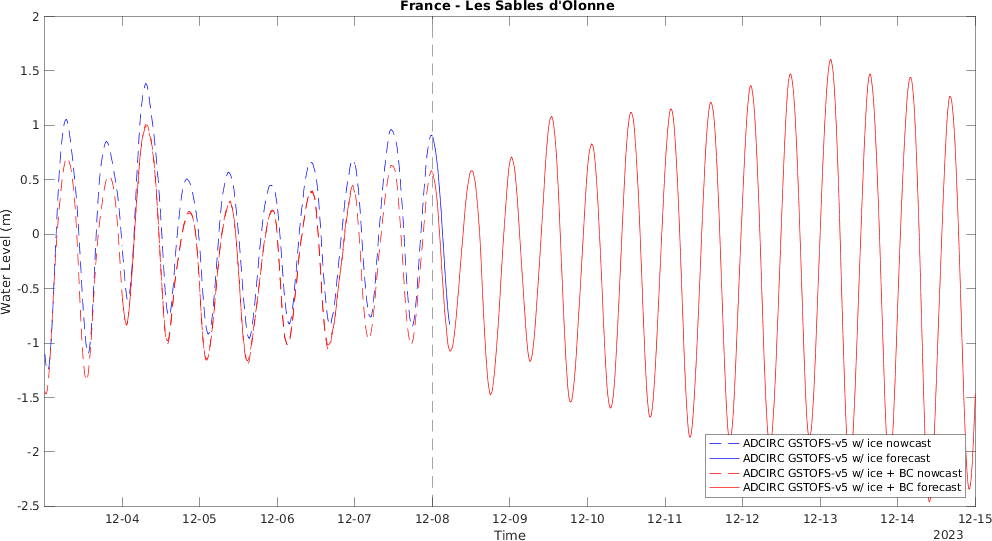 France - Les Sables d'Olonne
2
1.5
1
0.5
0
-0.5
-1
-1.5
-2
-2.5
Water Level (m)
ADCIRC GSTOFS-v5 w/ ice nowcast
ADCIRC GSTOFS-v5 w/ ice forecast
ADCIRC GSTOFS-v5 w/ ice + BC nowcast
ADCIRC GSTOFS-v5 w/ ice + BC forecast
12-04 12-05 12-06 12-07 12-08 12-09 12-10 12-11 12-12 12-13 12-14 12-15
Time
2023